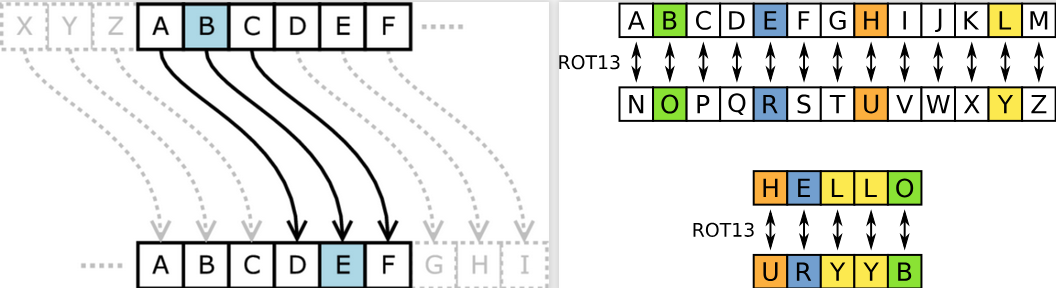 X Y Z A B C D E F
A B C D E F G H I
A B C D E F G H I J K L M
ROT13
N O P Q R S T U V W X Y Z
H E L L O
ROT13
U R Y Y B